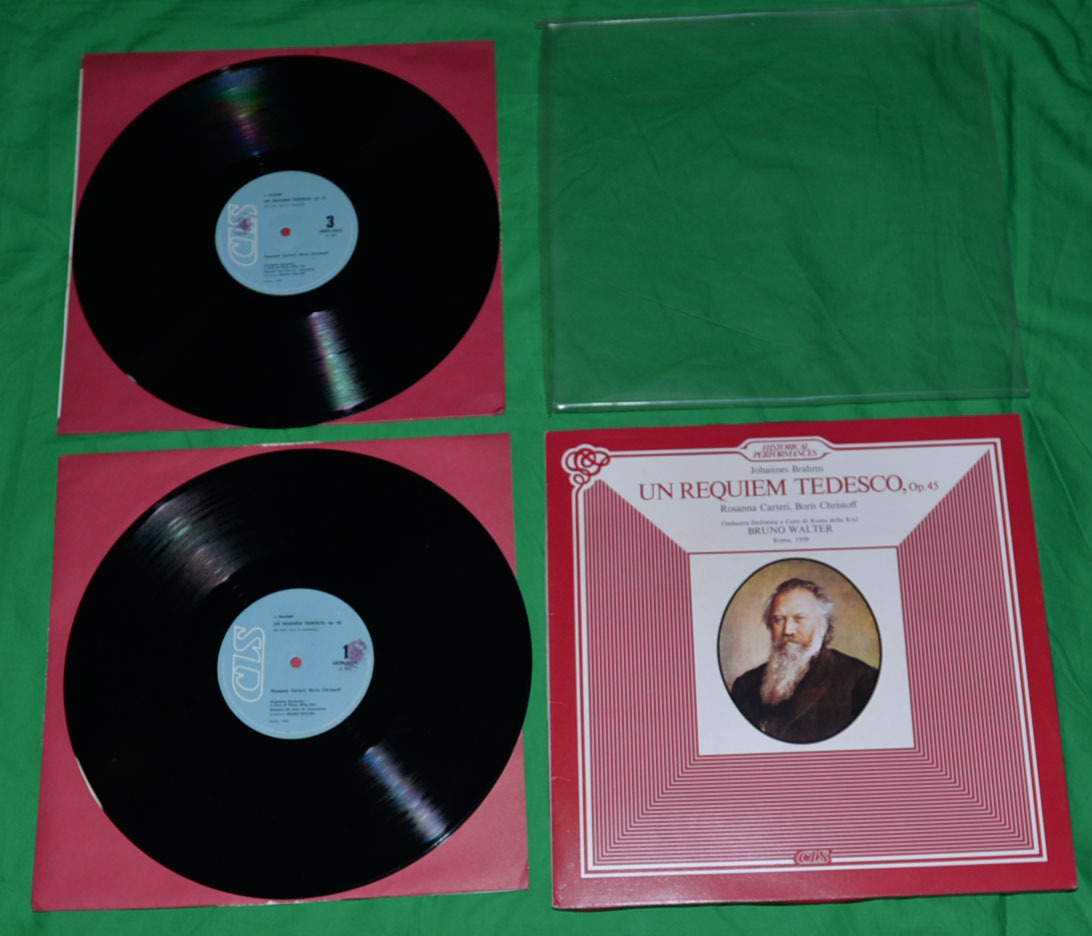 J. BRAHMS
UN REQUIEM TEDESCO, op. 45
3
CLS
Rosanna Carteri, Boris Christoff
HISTORICAL
PERFORMANCES
Johannes Brahms
UN REQUIEM TEDESCO, Op.45
Rosanna Carteri, Boris Christoff
Orchestra Sinfonica e Coro di Roma della RAI
BRUNO WALTER
Roma, 1959
CLS
J. BRAHMS
UN REQUIEM TEDESCO, op. 45
1
CLS
Rosanna Carteri, Boris Christoff